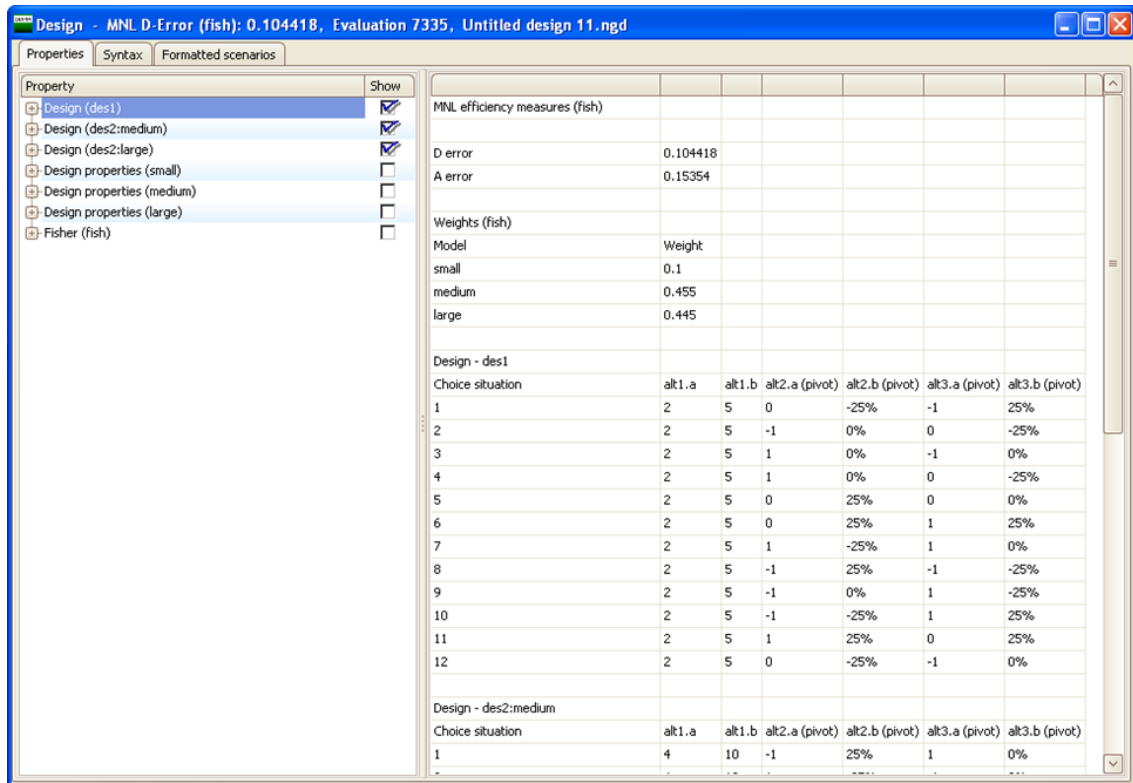 Design - MNL D-Error (fish): 0.104418, Evaluation 7335, Untitled design 11.ngd
Properties Syntax Formatted scenarios
Property Show
Design (des1)
Design (des2:medium)
Design (des2:large)
Design properties (small)
Design properties (medium)
Design properties (large)
Fisher (fish)
MNL efficiency measures (fish)
D error 0.104418
A error 0.15354
Weights (fish)
Model Weight
small 0.1
medium 0.455
large 0.445
Design - des1
Choice situation alt1.a alt1.b alt2.a (pivot) alt2.b (pivot) alt3.a (pivot) alt3.b (pivot)
1 2 5 0 -25% -1 25%
2 2 5 -1 0% 0 -25%
3 2 5 1 0% -1 0%
4 2 5 1 0% 0 -25%
5 2 5 0 25% 0 0%
6 2 5 0 25% 1 25%
7 2 5 1 -25% 1 0%
8 2 5 -1 25% -1 -25%
9 2 5 -1 0% 1 -25%
10 2 5 -1 -25% 1 25%
11 2 5 1 25% 0 25%
12 2 5 0 -25% -1 0%
Design - des2:medium
Choice situation alt1.a alt1.b alt2.a (pivot) alt2.b (pivot) alt3.a (pivot) alt3.b (pivot)
1 4 10 -1 25% 1 0%